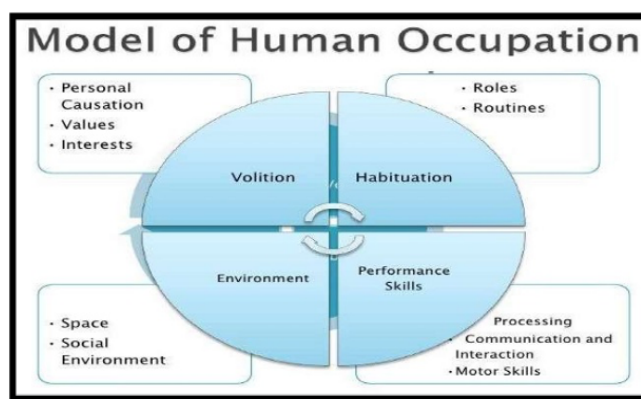 Model of Human Occupation
• Personal
Causation
• Values
• Interests
• Roles
• Routines
Volition
Habituation
Environment
Performance
Skills
• Space
• Social
Environment
Processing
• Communication and
Interaction
• Motor Skills